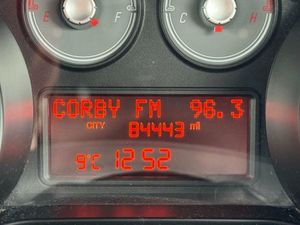 E F C H
CORBY FM 96.3
CITY 84443 mi
9°C 12 52